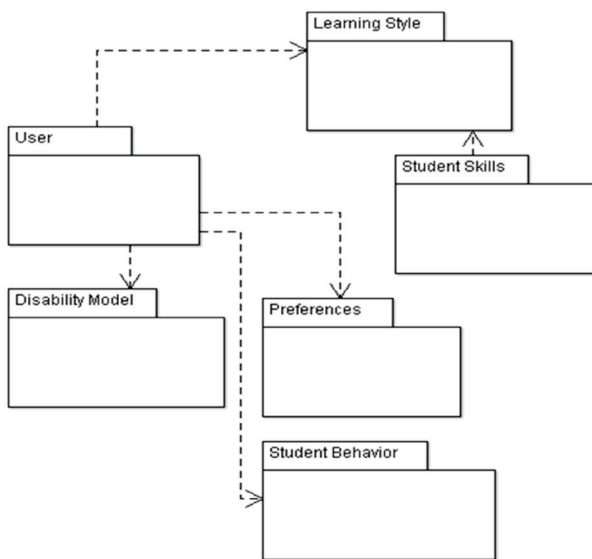 Learning Style
User
Student Skills
Disability Model
Preferences
Student Behavior